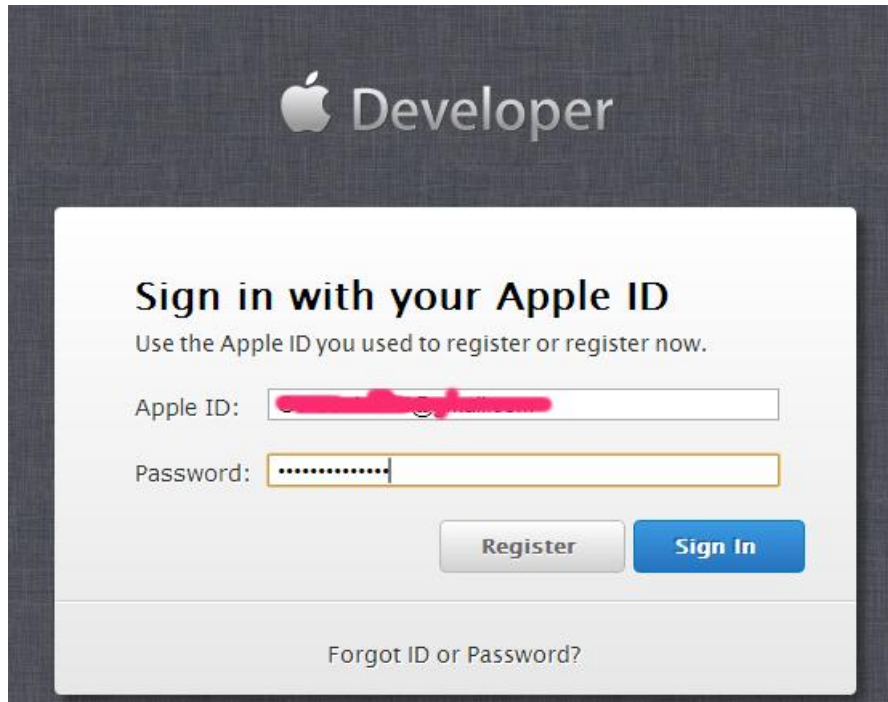 Developer
Sign in with your Apple ID
Use the Apple ID you used to register or register now.
Apple ID:
Password: ••••••••••••••
Register
Sign In
Forgot ID or Password?